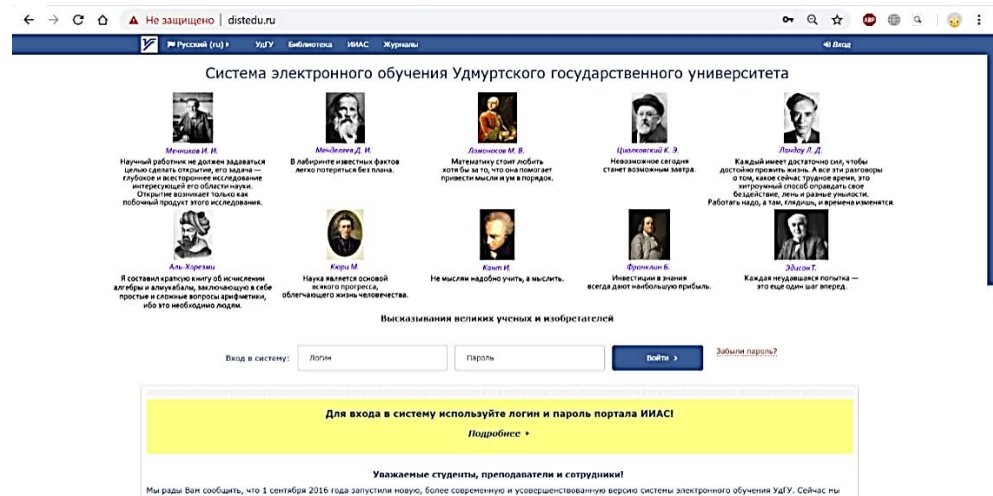 Не защищено | distedu.ru
Русский (ru) УдГУ Библиотека ИИАС Журналы Вход
Система электронного обучения Удмуртского государственного университета
Мечников И. И.
Научный работник не должен задаваться
целью сделать открытие, его задача —
глубокое и всестороннее исследование
интересующей его области науки.
Открытие возникает только как
побочный продукт этого исследования.
Менделеев Д. И.
В лабиринте известных фактов
легко потеряться без плана.
Ломоносов М. В.
Математику стоит любить
хотя бы за то, что она помогает
привести мысли и ум в порядок.
Циолковский К. Э.
Невозможное сегодня
станет возможным завтра.
Ландау Л. Д.
Каждый имеет достаточно сил, чтобы
достойно прожить жизнь. А все эти разговоры
о том, какое сейчас трудное время, это
хитроумный способ оправдать свое
бездействие, лень и разные унылости.
Работать надо, а там, глядишь, и времена изменятся.
Аль-Хорезми
Я составил краткую книгу об исчислении
алгебры и алмукабалы, заключающую в себе
простые и сложные вопросы арифметики,
ибо это необходимо людям.
Кюри М.
Наука является основой
всякого прогресса,
облегчающего жизнь человечества.
Кант И.
Не мыслям надобно учить, а мыслить.
Франклин Б.
Инвестиции в знания
всегда дают наибольшую прибыль.
Эдисон Т.
Каждая неудавшаяся попытка —
это еще один шаг вперед.
Высказывания великих ученых и изобретателей
Вход в систему: Логин Пароль Войти Забыли пароль?
Для входа в систему используйте логин и пароль портала ИИАС!
Подробнее
Уважаемые студенты, преподаватели и сотрудники!
Мы рады Вам сообщить, что 1 сентября 2016 года запустили новую, более современную и усовершенствованную версию системы электронного обучения УдГУ. Сейчас мы